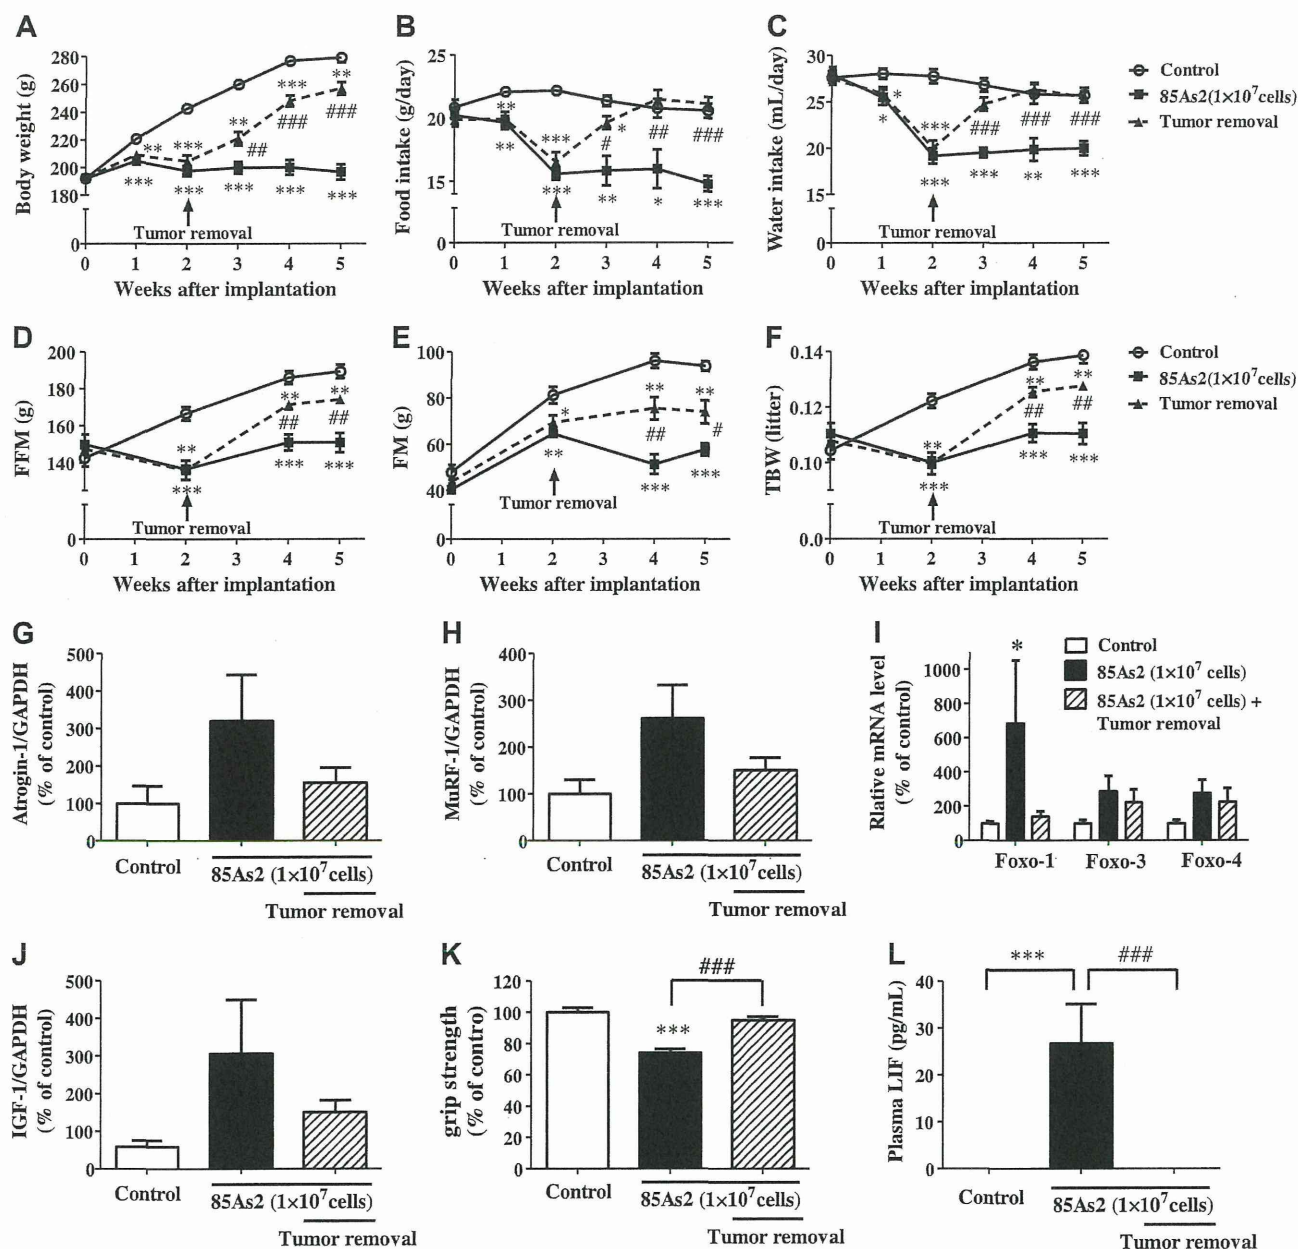 A
B
C
Body weight (g)
280
260
240
220
200
180
0
** *** ** *** **
## ### ###
*** *** *** *** ***
Tumor removal
0 1 2 3 4 5
Weeks after implantation
Food intake (g/day)
25
20
15
0
** *** * ## ###
#
** *** ** * ***
Tumor removal
0 1 2 3 4 5
Weeks after implantation
Water intake (mL/day)
30
25
20
15
0
* *** ### ### ###
* *** *** ** ***
Tumor removal
0 1 2 3 4 5
Weeks after implantation
Control
85As2(1×10⁷cells)
Tumor removal
D
E
F
FFM (g)
200
180
160
140
0
** ** **
## ##
*** *** ***
Tumor removal
0 1 2 3 4 5
Weeks after implantation
FM (g)
100
80
60
40
0
* ** **
## #
** *** ***
Tumor removal
0 1 2 3 4 5
Weeks after implantation
TBW (litter)
0.14
0.12
0.10
0.0
** ** **
## ##
*** *** ***
Tumor removal
0 1 2 3 4 5
Weeks after implantation
Control
85As2(1×10⁷cells)
Tumor removal
G
H
I
Atrogin-1/GAPDH
(% of control)
500
400
300
200
100
0
Control
85As2 (1×10⁷cells)
Tumor removal
MuRF-1/GAPDH
(% of control)
400
300
200
100
0
Control
85As2 (1×10⁷cells)
Tumor removal
Rlative mRNA level
(% of control)
1000
800
600
400
200
0
*
Foxo-1 Foxo-3 Foxo-4
Control
85As2 (1×10⁷ cells)
85As2 (1×10⁷ cells) +
Tumor removal
J
K
L
IGF-1/GAPDH
(% of control)
500
400
300
200
100
0
Control
85As2 (1×10⁷cells)
Tumor removal
grip strength
(% of contro)
120
100
80
60
40
20
0
###
***
Control
85As2 (1×10⁷cells)
Tumor removal
Plasma LIF (pg/mL)
40
30
20
10
0
*** ###
Control
85As2 (1×10⁷cells)
Tumor removal